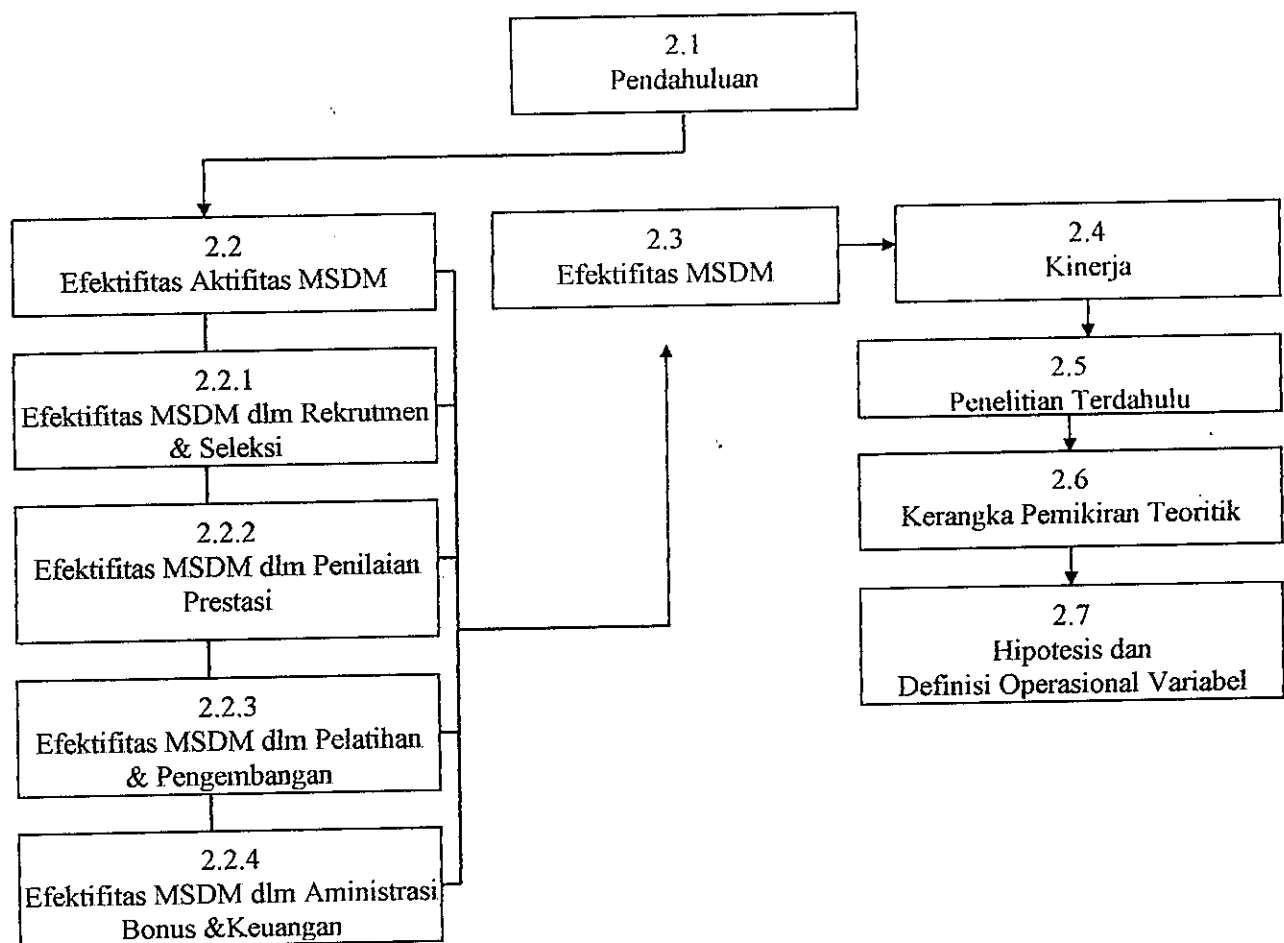 2.1
Pendahuluan
2.2
Efektifitas Aktifitas MSDM
2.2.1
Efektifitas MSDM dlm Rekrutmen
& Seleksi
2.2.2
Efektifitas MSDM dlm Penilaian
Prestasi
2.2.3
Efektifitas MSDM dlm Pelatihan
& Pengembangan
2.2.4
Efektifitas MSDM dlm Aministrasi
Bonus &Keuangan
2.3
Efektifitas MSDM
2.4
Kinerja
2.5
Penelitian Terdahulu
2.6
Kerangka Pemikiran Teoritik
2.7
Hipotesis dan
Definisi Operasional Variabel